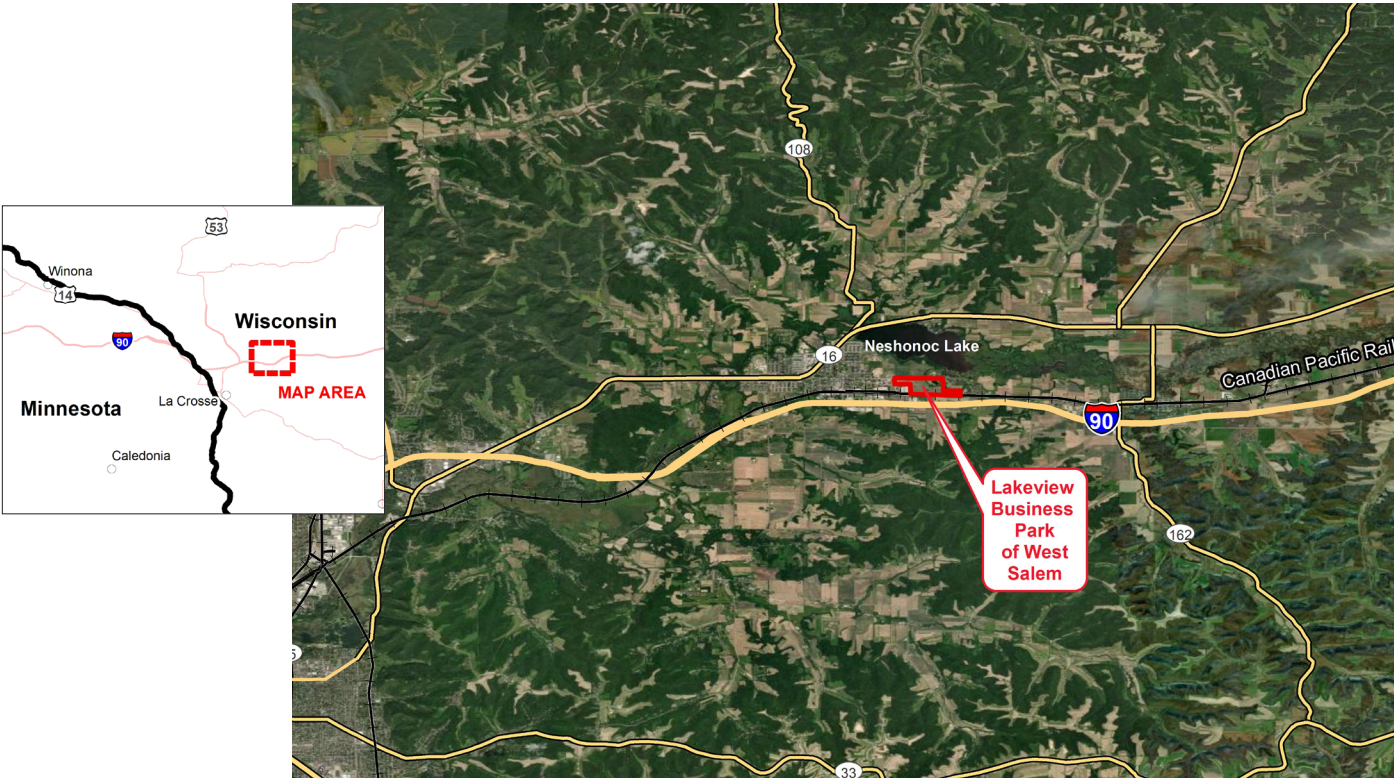 108
53
Winona
14
Wisconsin
90
16
Neshonoc Lake
Canadian Pacific Rail
MAP AREA
Minnesota
La Crosse
90
Caledonia
Lakeview
Business
Park
of West
Salem
162
5
33